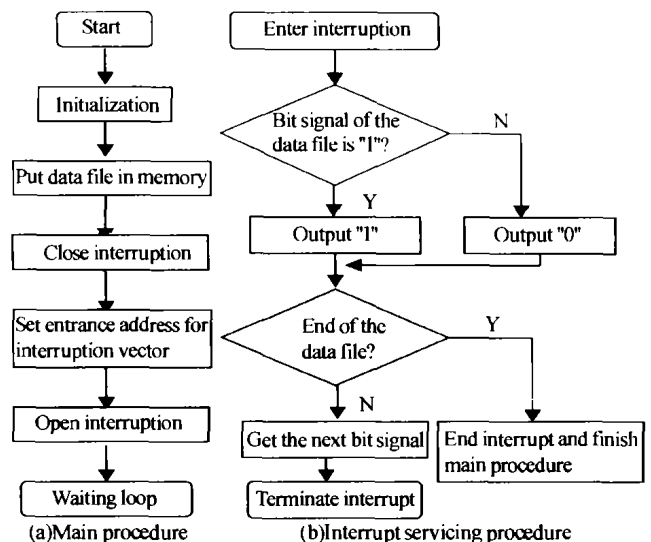 Start
Initialization
Put data file in memory
Close interruption
Set entrance address for
interruption vector
Open interruption
Waiting loop
(a)Main procedure
Enter interruption
Bit signal of the
data file is "1"?
N
Y
Output "1"
Output "0"
End of the
data file?
Y
N
Get the next bit signal
End interrupt and finish
main procedure
Terminate interrupt
(b)Interrupt servicing procedure